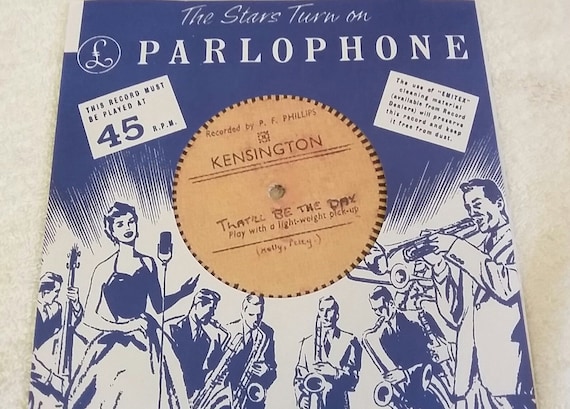 The Stars Turn on
£ PARLOPHONE
THIS RECORD MUST
BE PLAYED AT
45 R.P.M.
The use of "EMITEX"
cleaning material
(available from Record
Dealers) will preserve
this record and keep
it free from dust.
Recorded by P. F. PHILLIPS
KENSINGTON
THAT'LL BE THE DAY
Play with a light-weight pick-up
(Holly, Petty.)